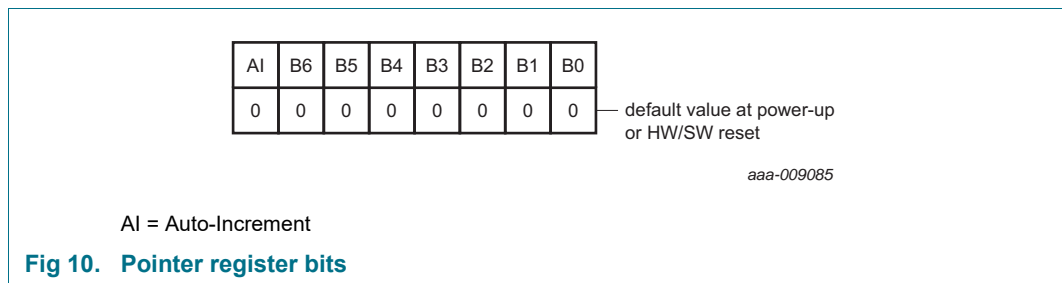 AI B6 B5 B4 B3 B2 B1 B0
0 0 0 0 0 0 0 0
default value at power-up
or HW/SW reset
aaa-009085
AI = Auto-Increment
Fig 10. Pointer register bits